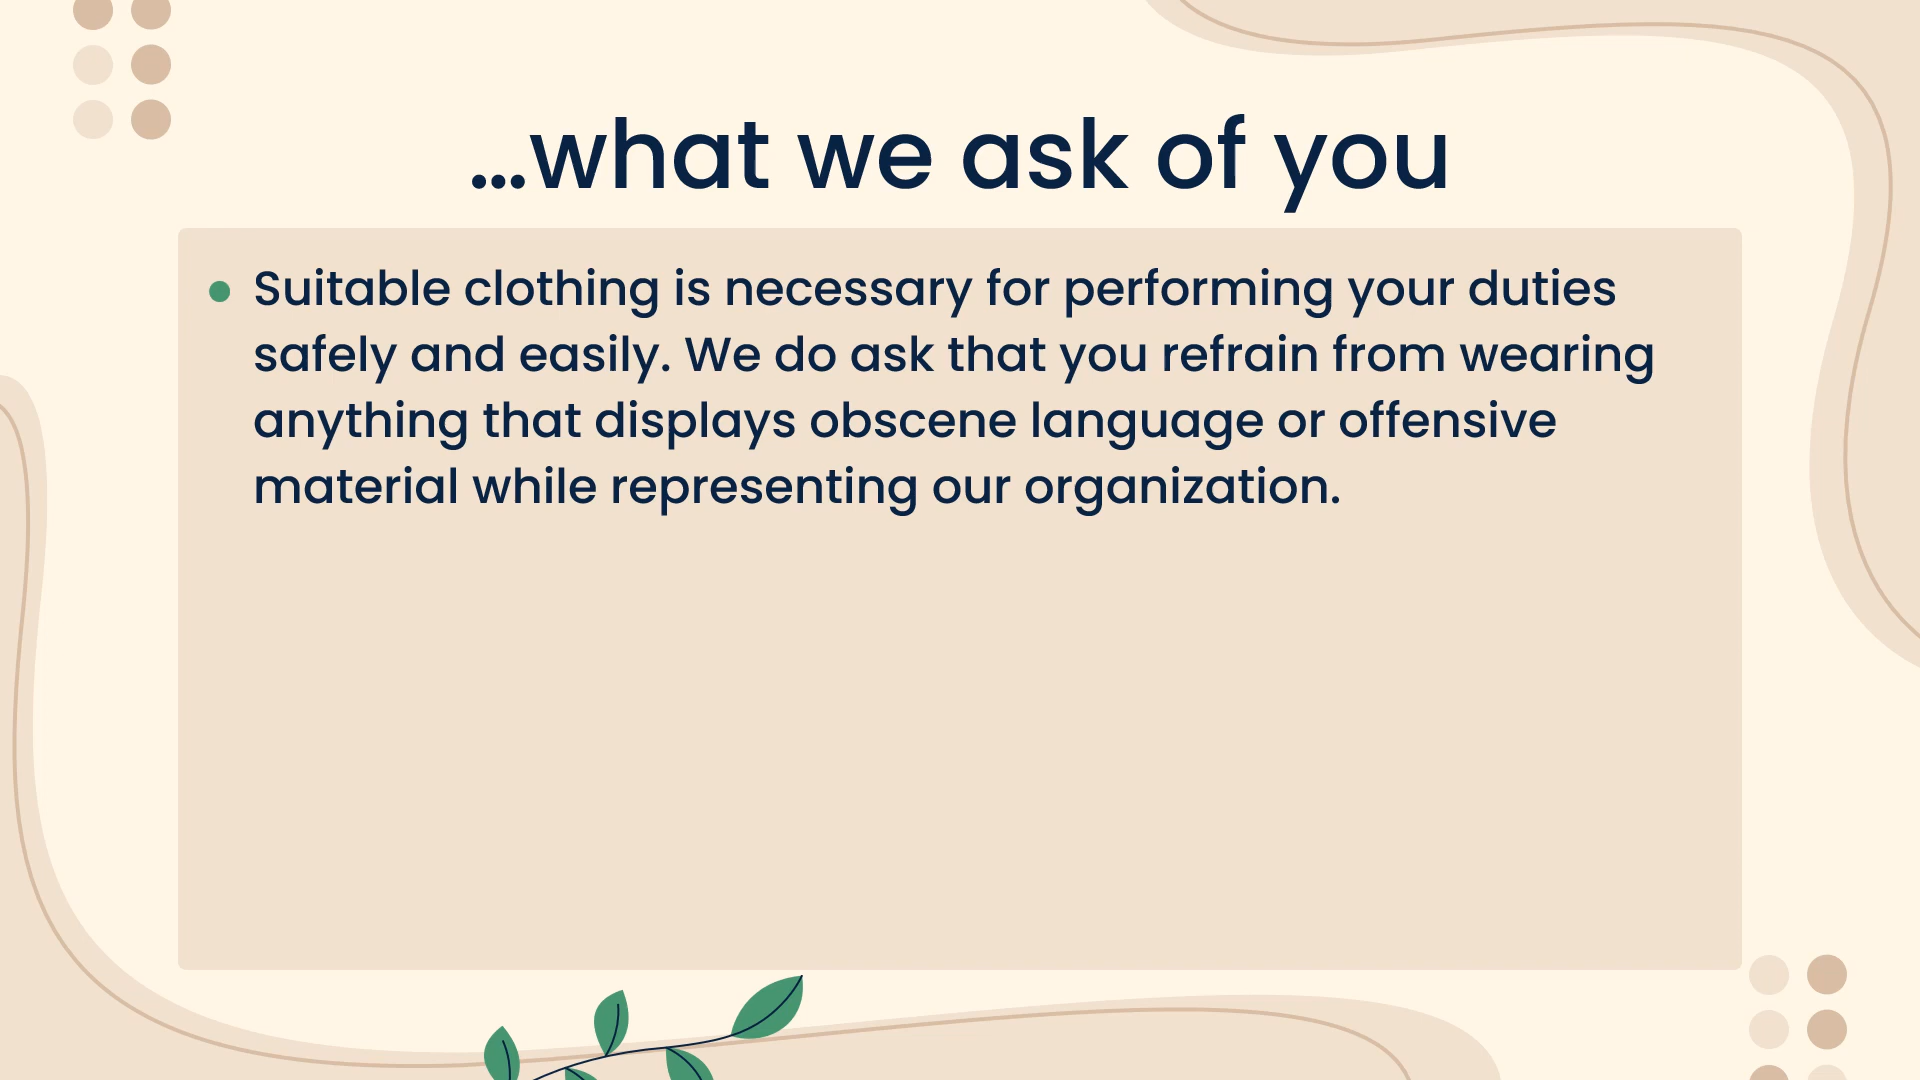 ...what we ask of you
Suitable clothing is necessary for performing your duties
safely and easily. We do ask that you refrain from wearing
anything that displays obscene language or offensive
material while representing our organization.